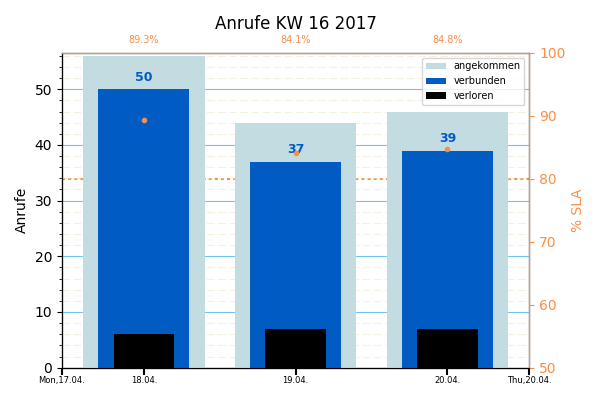 Anrufe KW 16 2017
89.3% 84.1% 84.8%
angekommen
verbunden
verloren
50 37 39
Anrufe
50
40
30
20
10
0
% SLA
100
90
80
70
60
50
Mon,17.04. 18.04. 19.04. 20.04. Thu,20.04.